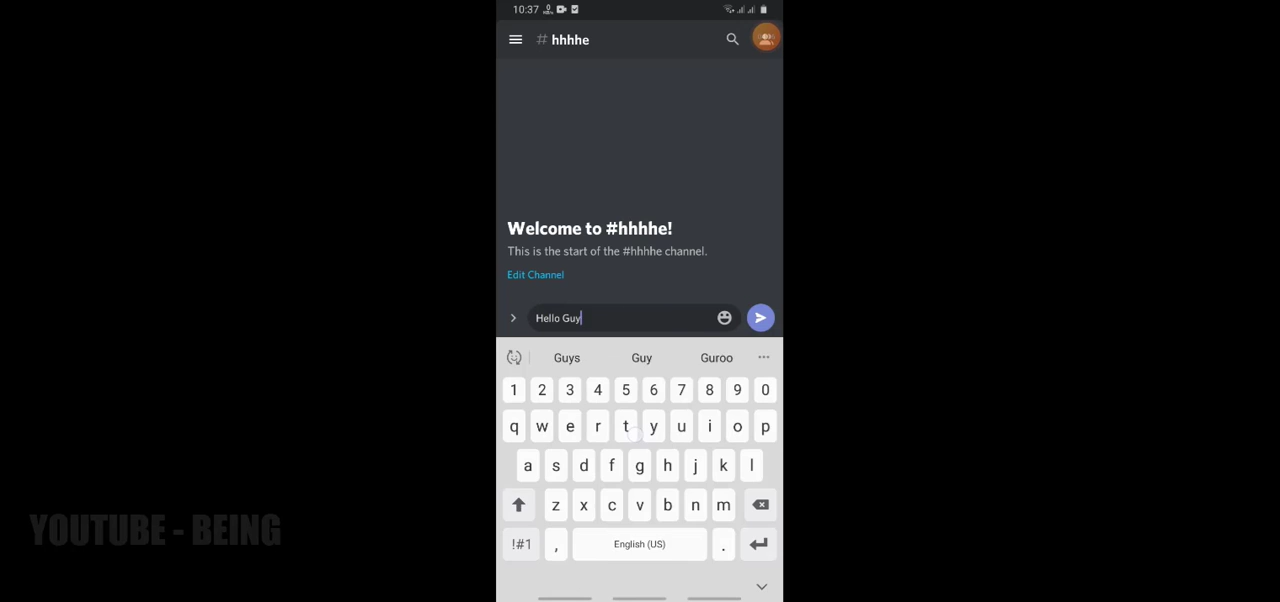 10:37
# hhhhe
Welcome to #hhhhe!
This is the start of the #hhhhe channel.
Edit Channel
Hello Guy
Guys Guy Guroo ...
1 2 3 4 5 6 7 8 9 0
q w e r t y u i o p
a s d f g h j k l
z x c v b n m
!#1 , English (US) .
YOUTUBE - BEING